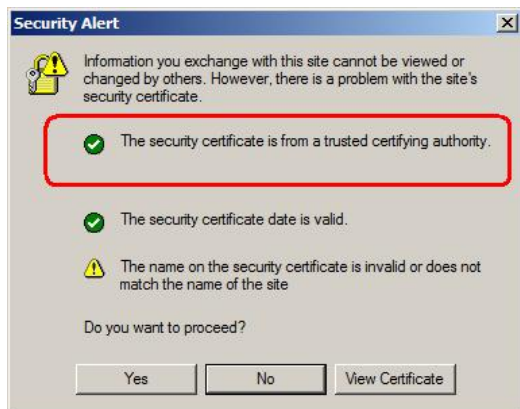 Security Alert
Information you exchange with this site cannot be viewed or
changed by others. However, there is a problem with the site's
security certificate.
The security certificate is from a trusted certifying authority.
The security certificate date is valid.
The name on the security certificate is invalid or does not
match the name of the site
Do you want to proceed?
Yes
No
View Certificate